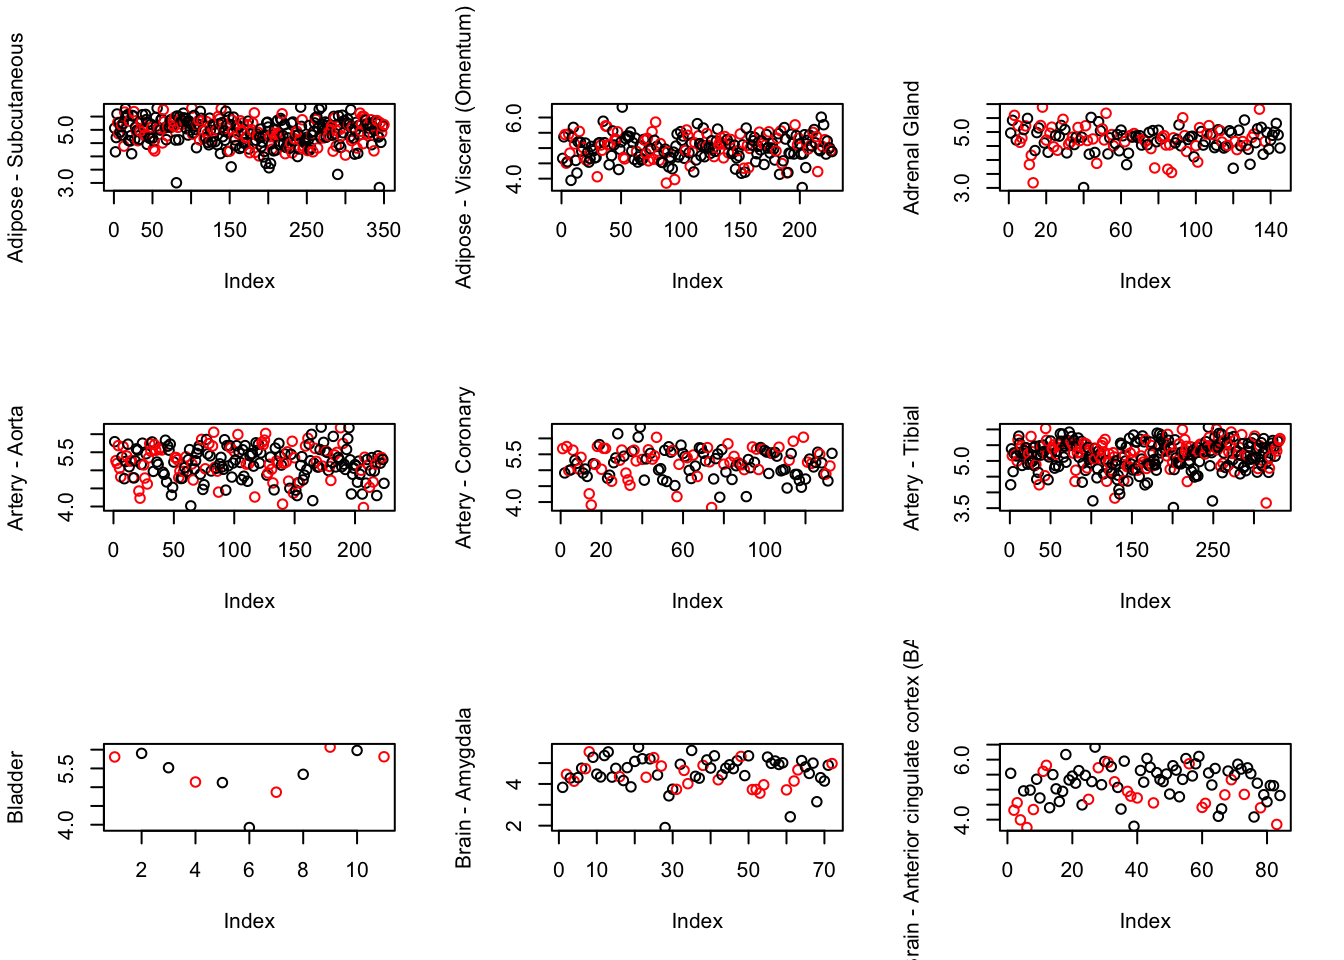 Adipose - Subcutaneous
3.0 5.0
0 50 150 250 350
Index
Adipose - Visceral (Omentum)
4.0 6.0
0 50 100 150 200
Index
Adrenal Gland
3.0 5.0
0 20 60 100 140
Index
Artery - Aorta
4.0 5.5
0 50 100 150 200
Index
Artery - Coronary
4.0 5.5
0 20 60 100
Index
Artery - Tibial
3.5 5.0
0 50 150 250
Index
Bladder
4.0 5.5
2 4 6 8 10
Index
Brain - Amygdala
2 4
0 10 30 50 70
Index
rain - Anterior cingulate cortex (BA
4.0 6.0
0 20 40 60 80
Index